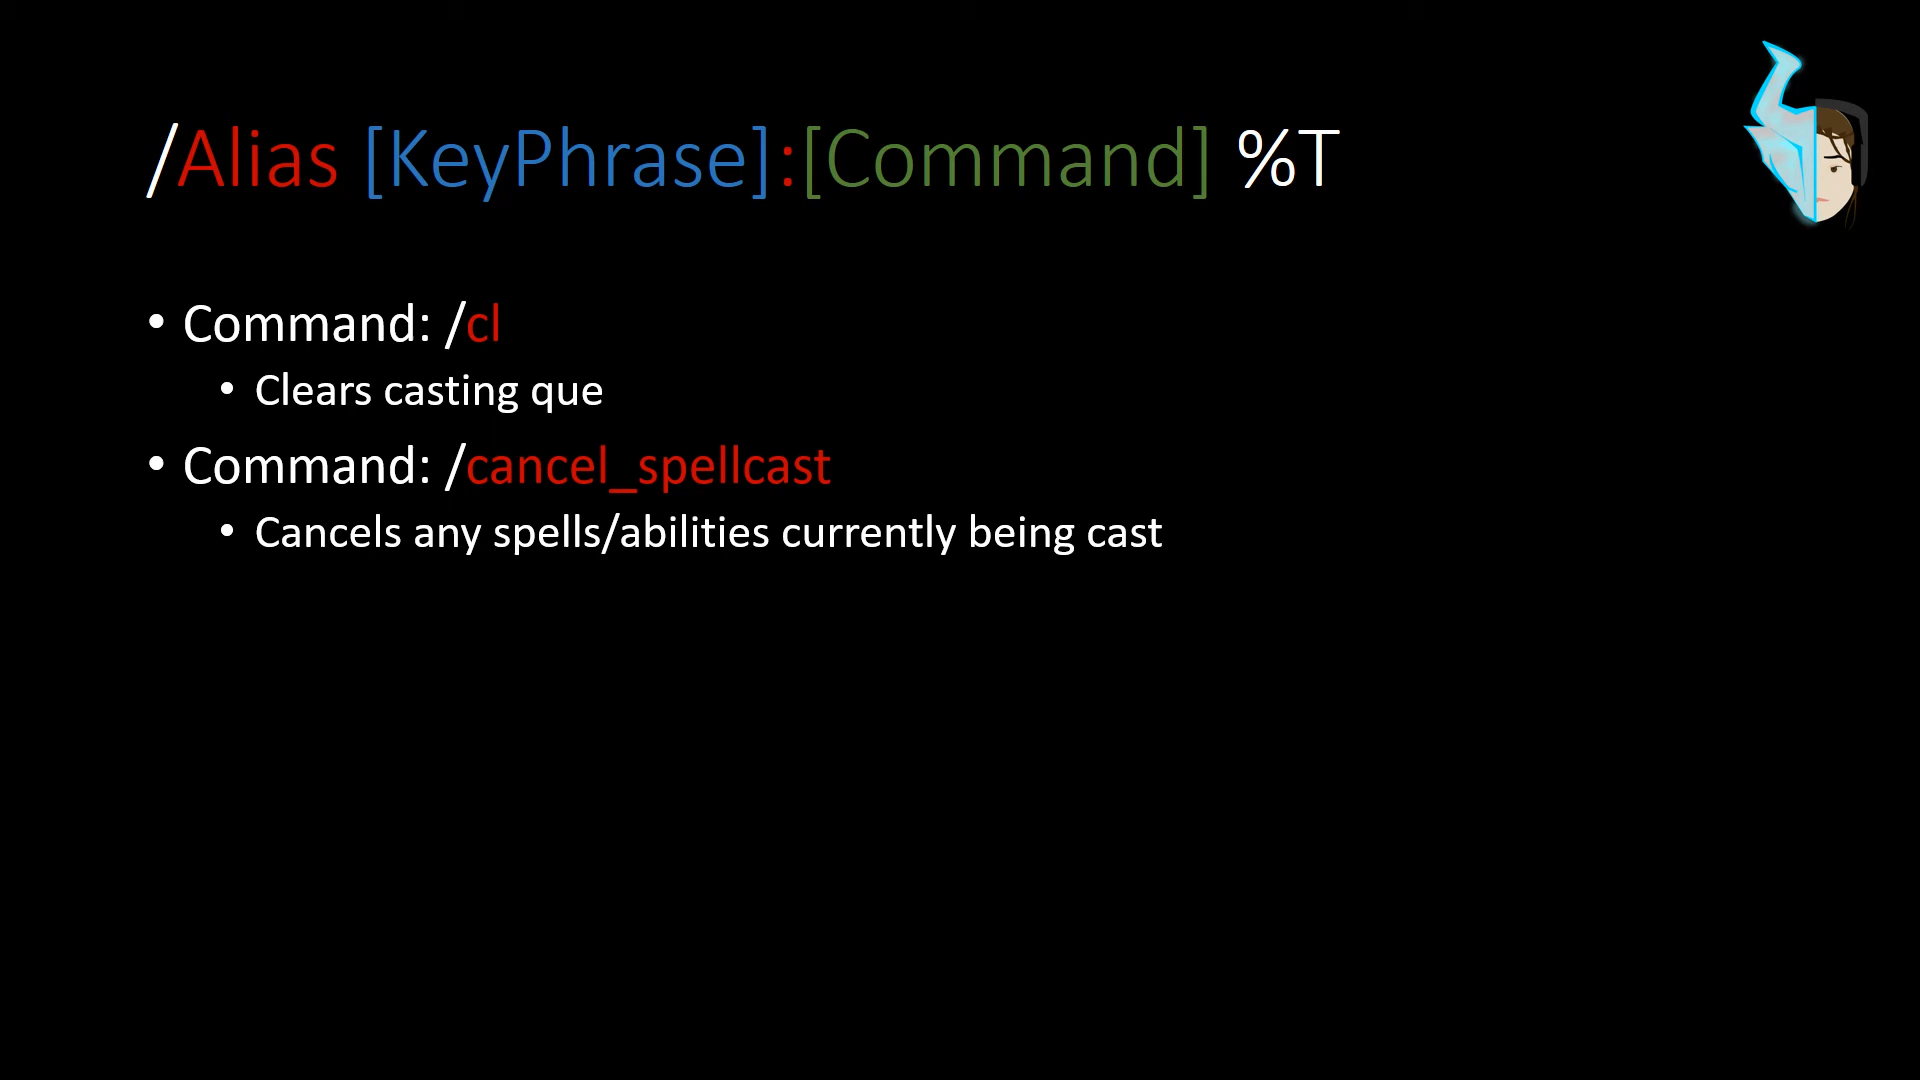 /Alias [KeyPhrase]:[Command] %T
• Command: /cl
• Clears casting que
• Command: /cancel_spellcast
• Cancels any spells/abilities currently being cast